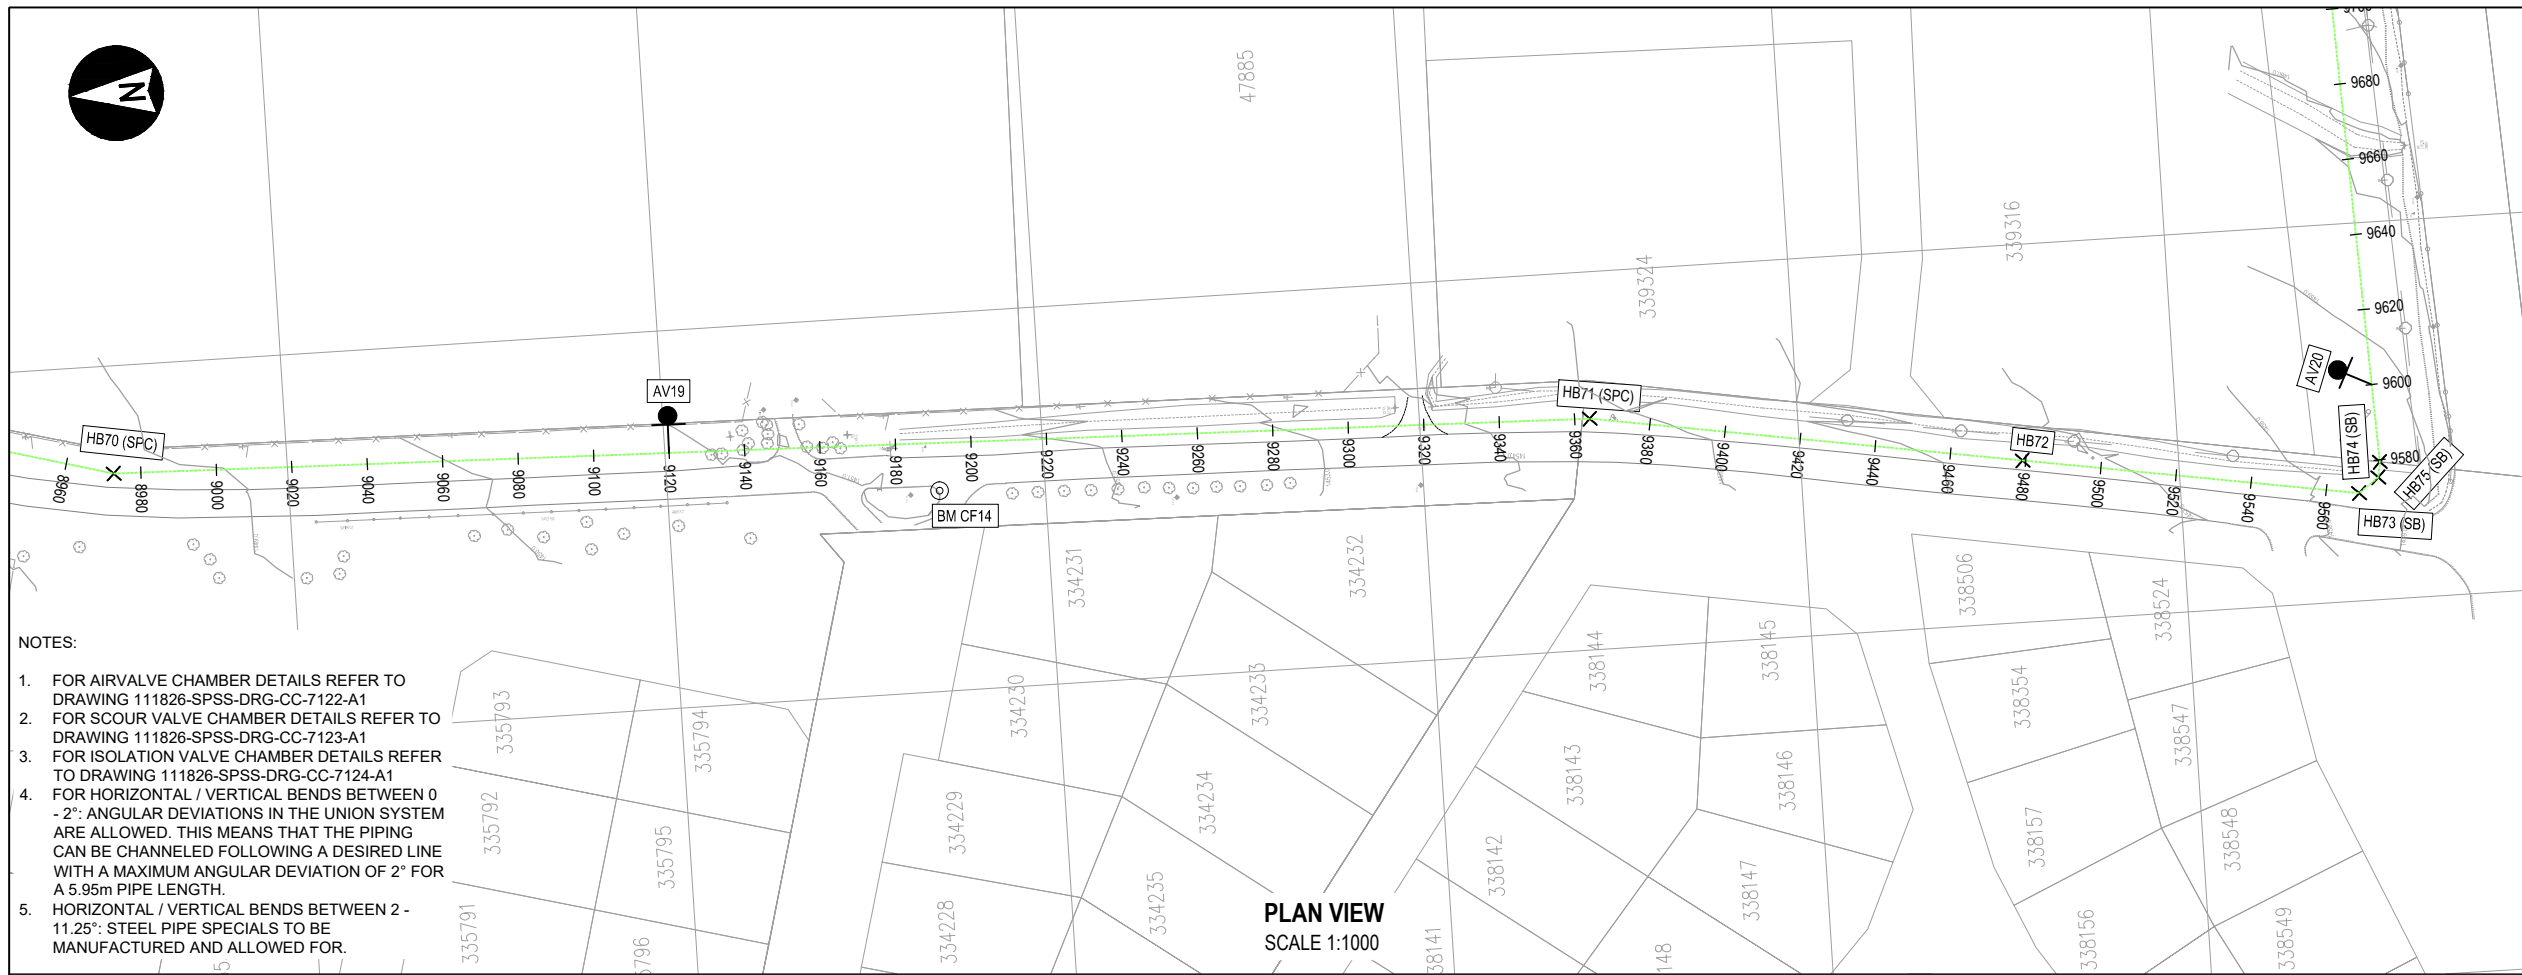 N
47885
339324
339316
9700
9680
9660
9640
9620
9600
9580
AV19
AV20
HB70 (SPC)
HB71 (SPC)
HB72
HB74 (SB)
HB75 (SB)
HB73 (SB)
BM CF14
8960
8980
9000
9020
9040
9060
9080
9100
9120
9140
9160
9180
9200
9220
9240
9260
9280
9300
9320
9340
9360
9380
9400
9420
9440
9460
9480
9500
9520
9540
9560
334231
334232
338506
338524
335793
335794
334230
334233
338144
338145
338354
338547
335792
335795
334229
334234
338143
338146
338157
338548
335791
334228
334235
338142
338147
338156
338549
5796
38141
148
NOTES:
1. FOR AIRVALVE CHAMBER DETAILS REFER TO
DRAWING 111826-SPSS-DRG-CC-7122-A1
2. FOR SCOUR VALVE CHAMBER DETAILS REFER TO
DRAWING 111826-SPSS-DRG-CC-7123-A1
3. FOR ISOLATION VALVE CHAMBER DETAILS REFER
TO DRAWING 111826-SPSS-DRG-CC-7124-A1
4. FOR HORIZONTAL / VERTICAL BENDS BETWEEN 0
- 2°: ANGULAR DEVIATIONS IN THE UNION SYSTEM
ARE ALLOWED. THIS MEANS THAT THE PIPING
CAN BE CHANNELED FOLLOWING A DESIRED LINE
WITH A MAXIMUM ANGULAR DEVIATION OF 2° FOR
A 5.95m PIPE LENGTH.
5. HORIZONTAL / VERTICAL BENDS BETWEEN 2 -
11.25°: STEEL PIPE SPECIALS TO BE
MANUFACTURED AND ALLOWED FOR.
PLAN VIEW
SCALE 1:1000